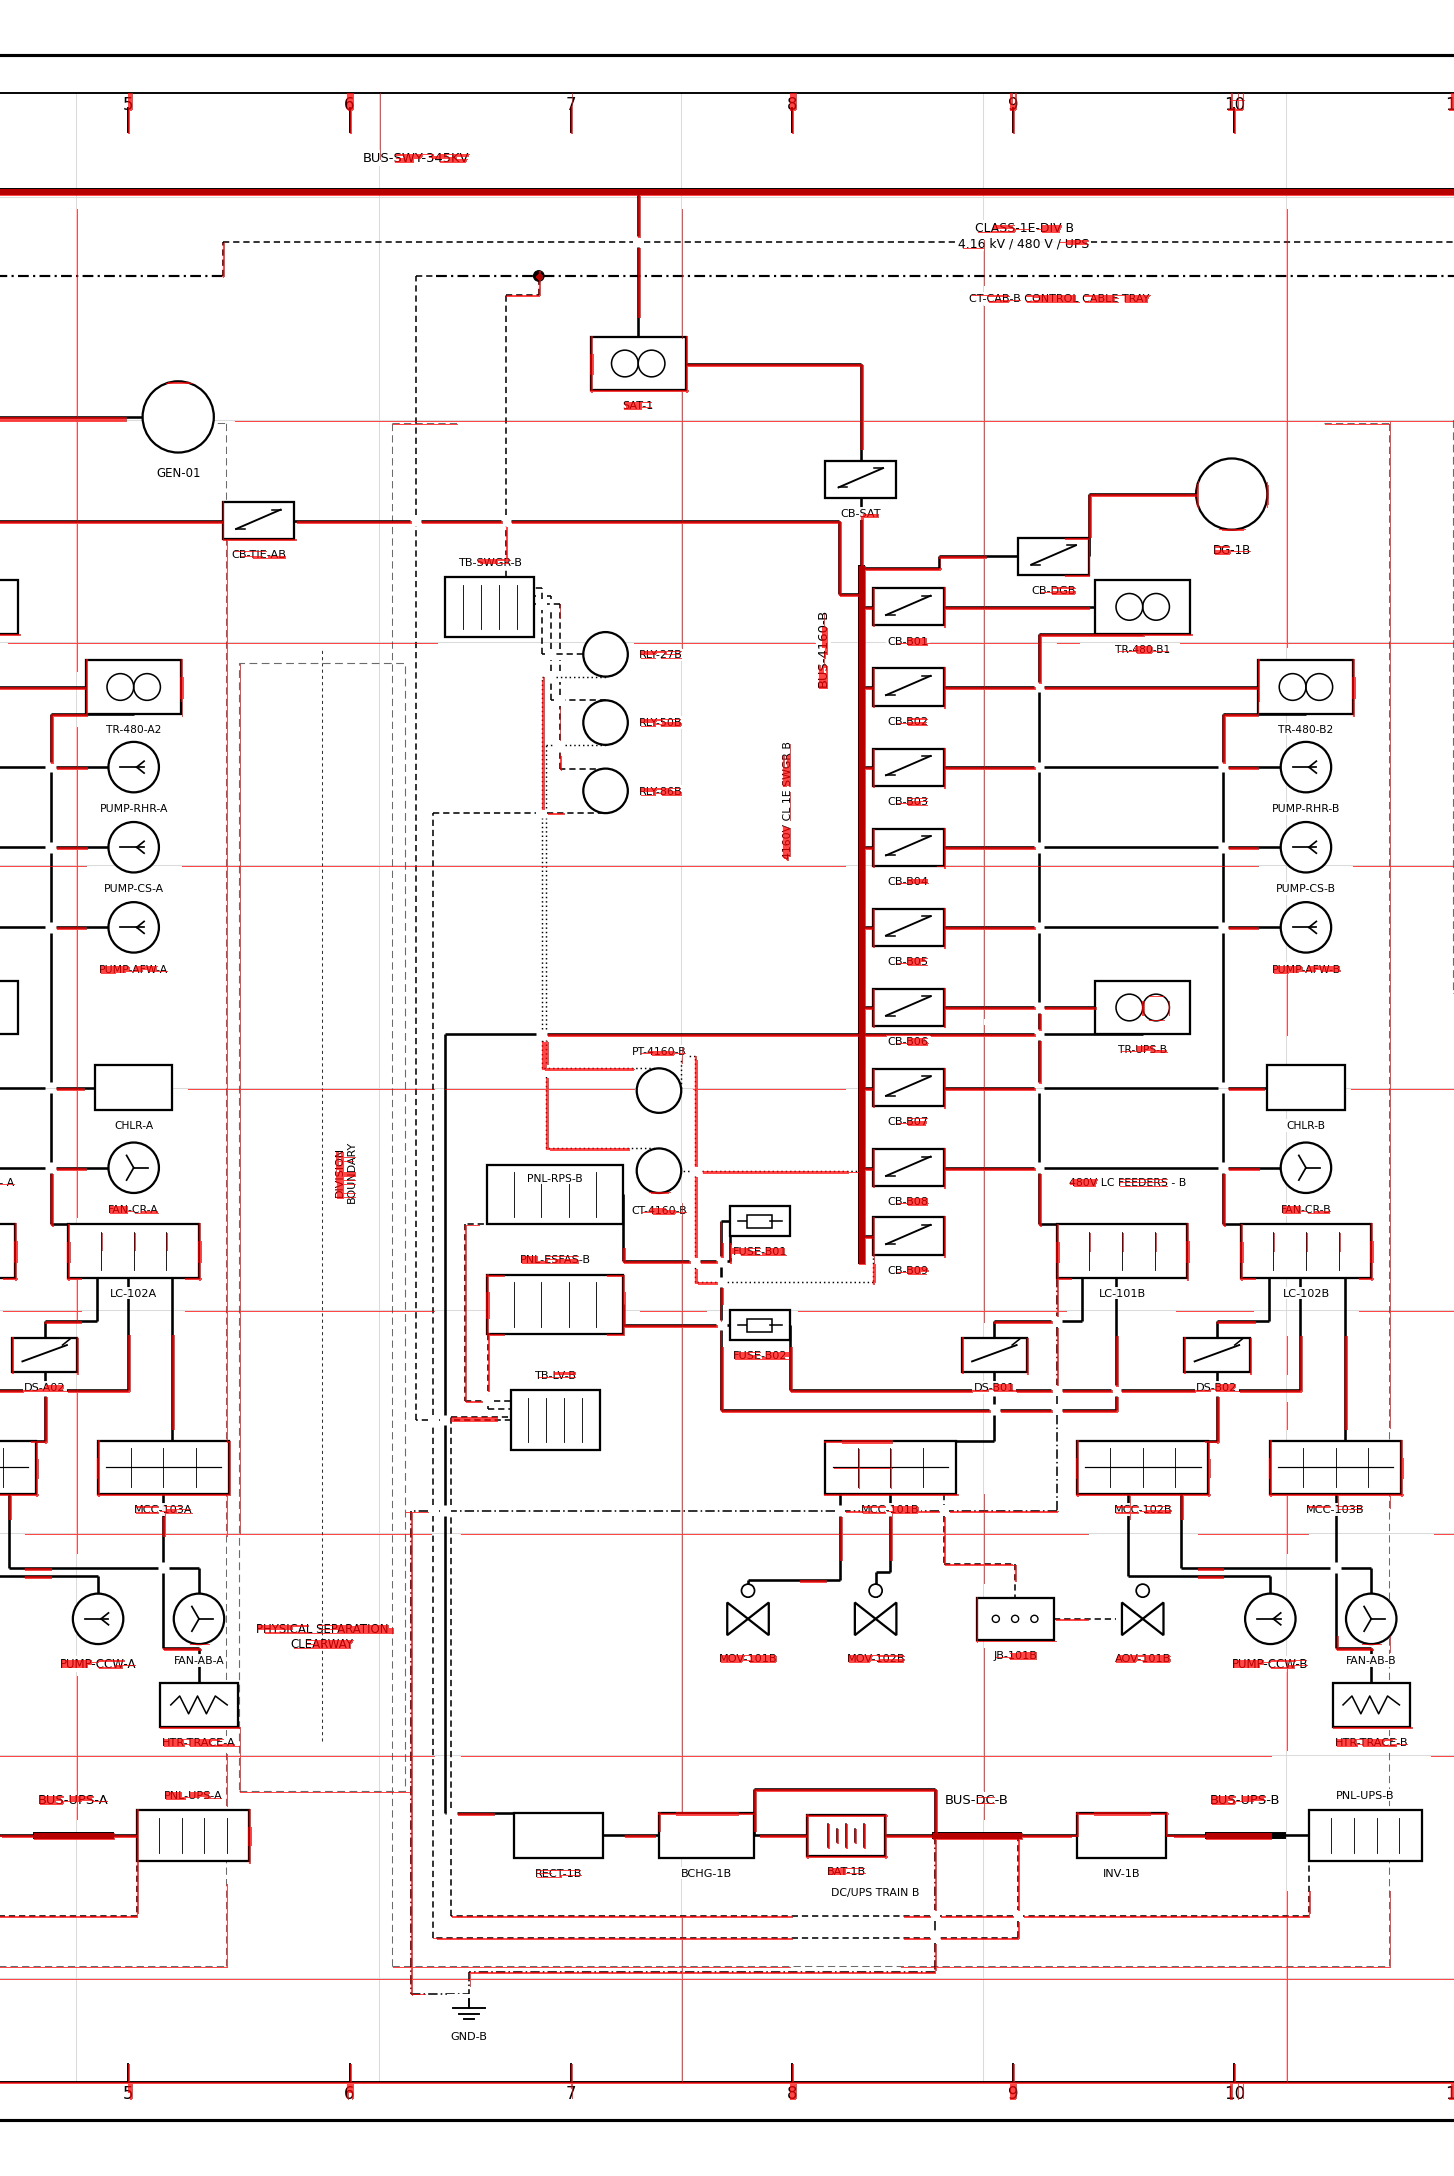 5 6 7 8 9 10 1
BUS-SWY-345KV
CLASS-1E-DIV B
4.16 kV / 480 V / UPS
CT-CAB-B CONTROL CABLE TRAY
SAT-1
GEN-01
CB-SAT
CB-TIE-AB
TB-SWGR-B
DG-1B
CB-DGB
CB-B01
BUS-4160-B
RLY-27B
TR-480-B1
RLY-50B
CB-B02
TR-480-A2
TR-480-B2
RLY-86B
4160V CL 1E SWGR B
CB-B03
PUMP-RHR-A
PUMP-RHR-B
CB-B04
PUMP-CS-A
PUMP-CS-B
CB-B05
PUMP-AFW-A
PUMP-AFW-B
CB-B06
PT-4160-B
TR-UPS-B
CB-B07
CHLR-A
CHLR-B
DIVISION
BOUNDARY
PNL-RPS-B
- A
480V LC FEEDERS - B
CB-B08
FAN-CR-A
CT-4160-B
FAN-CR-B
FUSE-B01
PNL-ESFAS-B
CB-B09
LC-102A
LC-101B
LC-102B
FUSE-B02
TB-LV-B
DS-A02
DS-B01
DS-B02
MCC-103A
MCC-101B
MCC-102B
MCC-103B
PHYSICAL SEPARATION
CLEARWAY
PUMP-CCW-A
FAN-AB-A
MOV-101B
MOV-102B
JB-101B
AOV-101B
PUMP-CCW-B
FAN-AB-B
HTR-TRACE-A
HTR-TRACE-B
BUS-UPS-A
PNL-UPS-A
BUS-DC-B
BUS-UPS-B
PNL-UPS-B
RECT-1B
BCHG-1B
BAT-1B
INV-1B
DC/UPS TRAIN B
GND-B
5 6 7 8 9 10 1